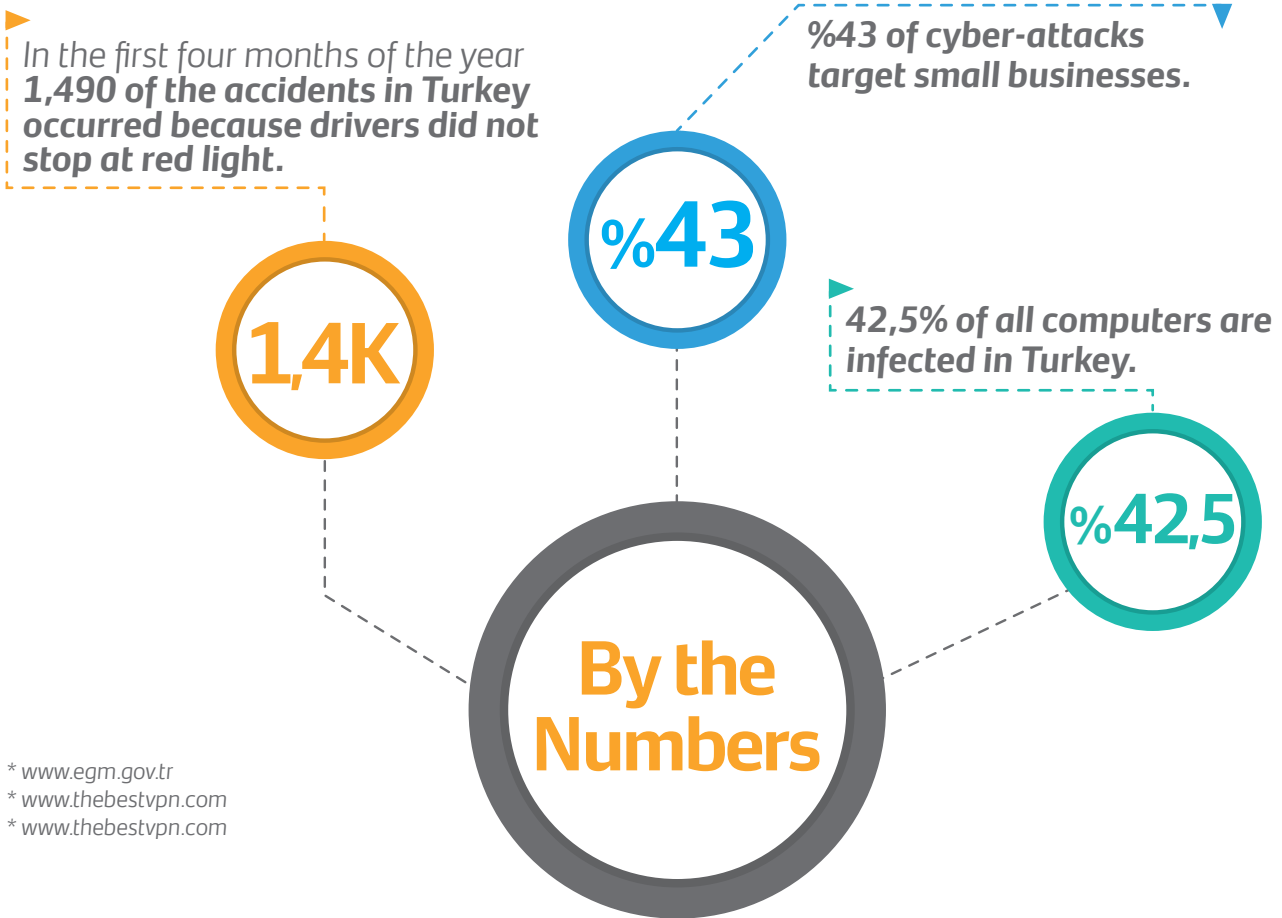 In the first four months of the year
1,490 of the accidents in Turkey
occurred because drivers did not
stop at red light.
1,4K
%43 of cyber-attacks
target small businesses.
%43
42,5% of all computers are
infected in Turkey.
%42,5
By the
Numbers
* www.egm.gov.tr
* www.thebestvpn.com
* www.thebestvpn.com